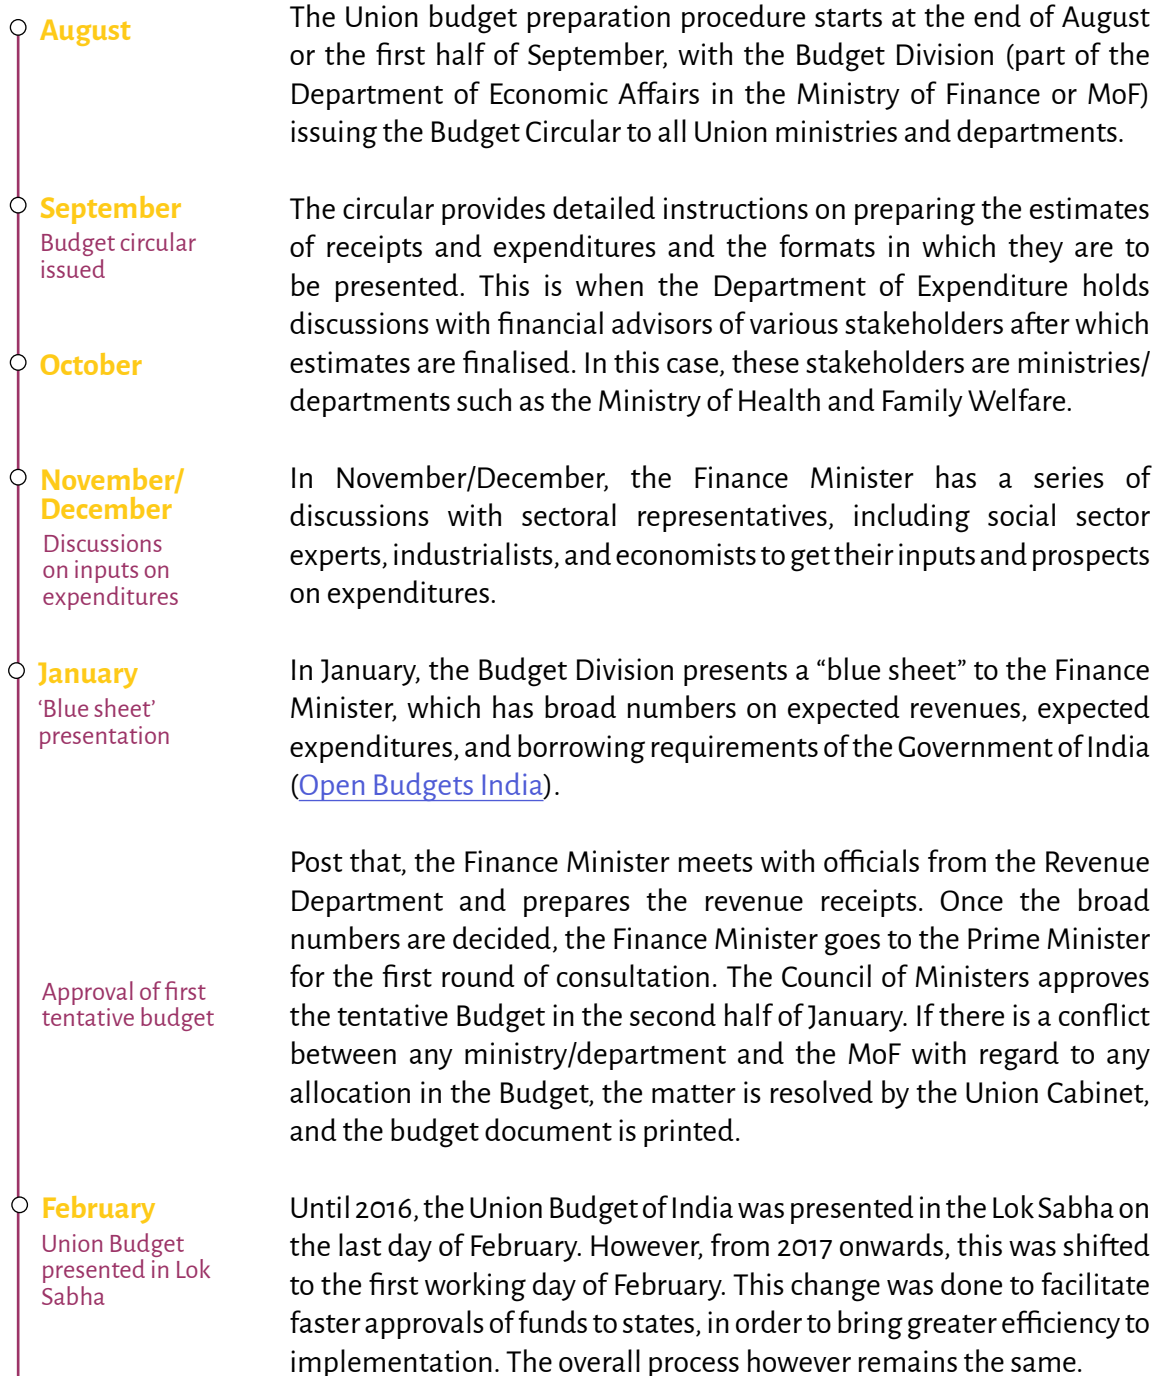 August
The Union budget preparation procedure starts at the end of August
or the first half of September, with the Budget Division (part of the
Department of Economic Affairs in the Ministry of Finance or MoF)
issuing the Budget Circular to all Union ministries and departments.
September
Budget circular
issued
The circular provides detailed instructions on preparing the estimates
of receipts and expenditures and the formats in which they are to
be presented. This is when the Department of Expenditure holds
discussions with financial advisors of various stakeholders after which
estimates are finalised. In this case, these stakeholders are ministries/
departments such as the Ministry of Health and Family Welfare.
October
November/
December
Discussions
on inputs on
expenditures
In November/December, the Finance Minister has a series of
discussions with sectoral representatives, including social sector
experts, industrialists, and economists to get their inputs and prospects
on expenditures.
January
‘Blue sheet’
presentation
In January, the Budget Division presents a “blue sheet” to the Finance
Minister, which has broad numbers on expected revenues, expected
expenditures, and borrowing requirements of the Government of India
(Open Budgets India).
Approval of first
tentative budget
Post that, the Finance Minister meets with officials from the Revenue
Department and prepares the revenue receipts. Once the broad
numbers are decided, the Finance Minister goes to the Prime Minister
for the first round of consultation. The Council of Ministers approves
the tentative Budget in the second half of January. If there is a conflict
between any ministry/department and the MoF with regard to any
allocation in the Budget, the matter is resolved by the Union Cabinet,
and the budget document is printed.
February
Union Budget
presented in Lok
Sabha
Until 2016, the Union Budget of India was presented in the Lok Sabha on
the last day of February. However, from 2017 onwards, this was shifted
to the first working day of February. This change was done to facilitate
faster approvals of funds to states, in order to bring greater efficiency to
implementation. The overall process however remains the same.